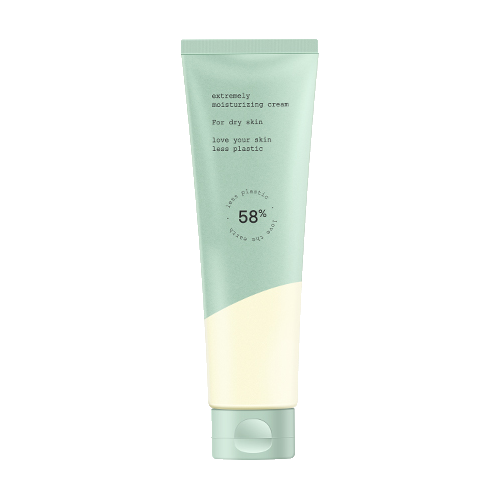 extremely
moisturizing cream
For dry skin
love your skin
less plastic
less plastic
58%
love the earth